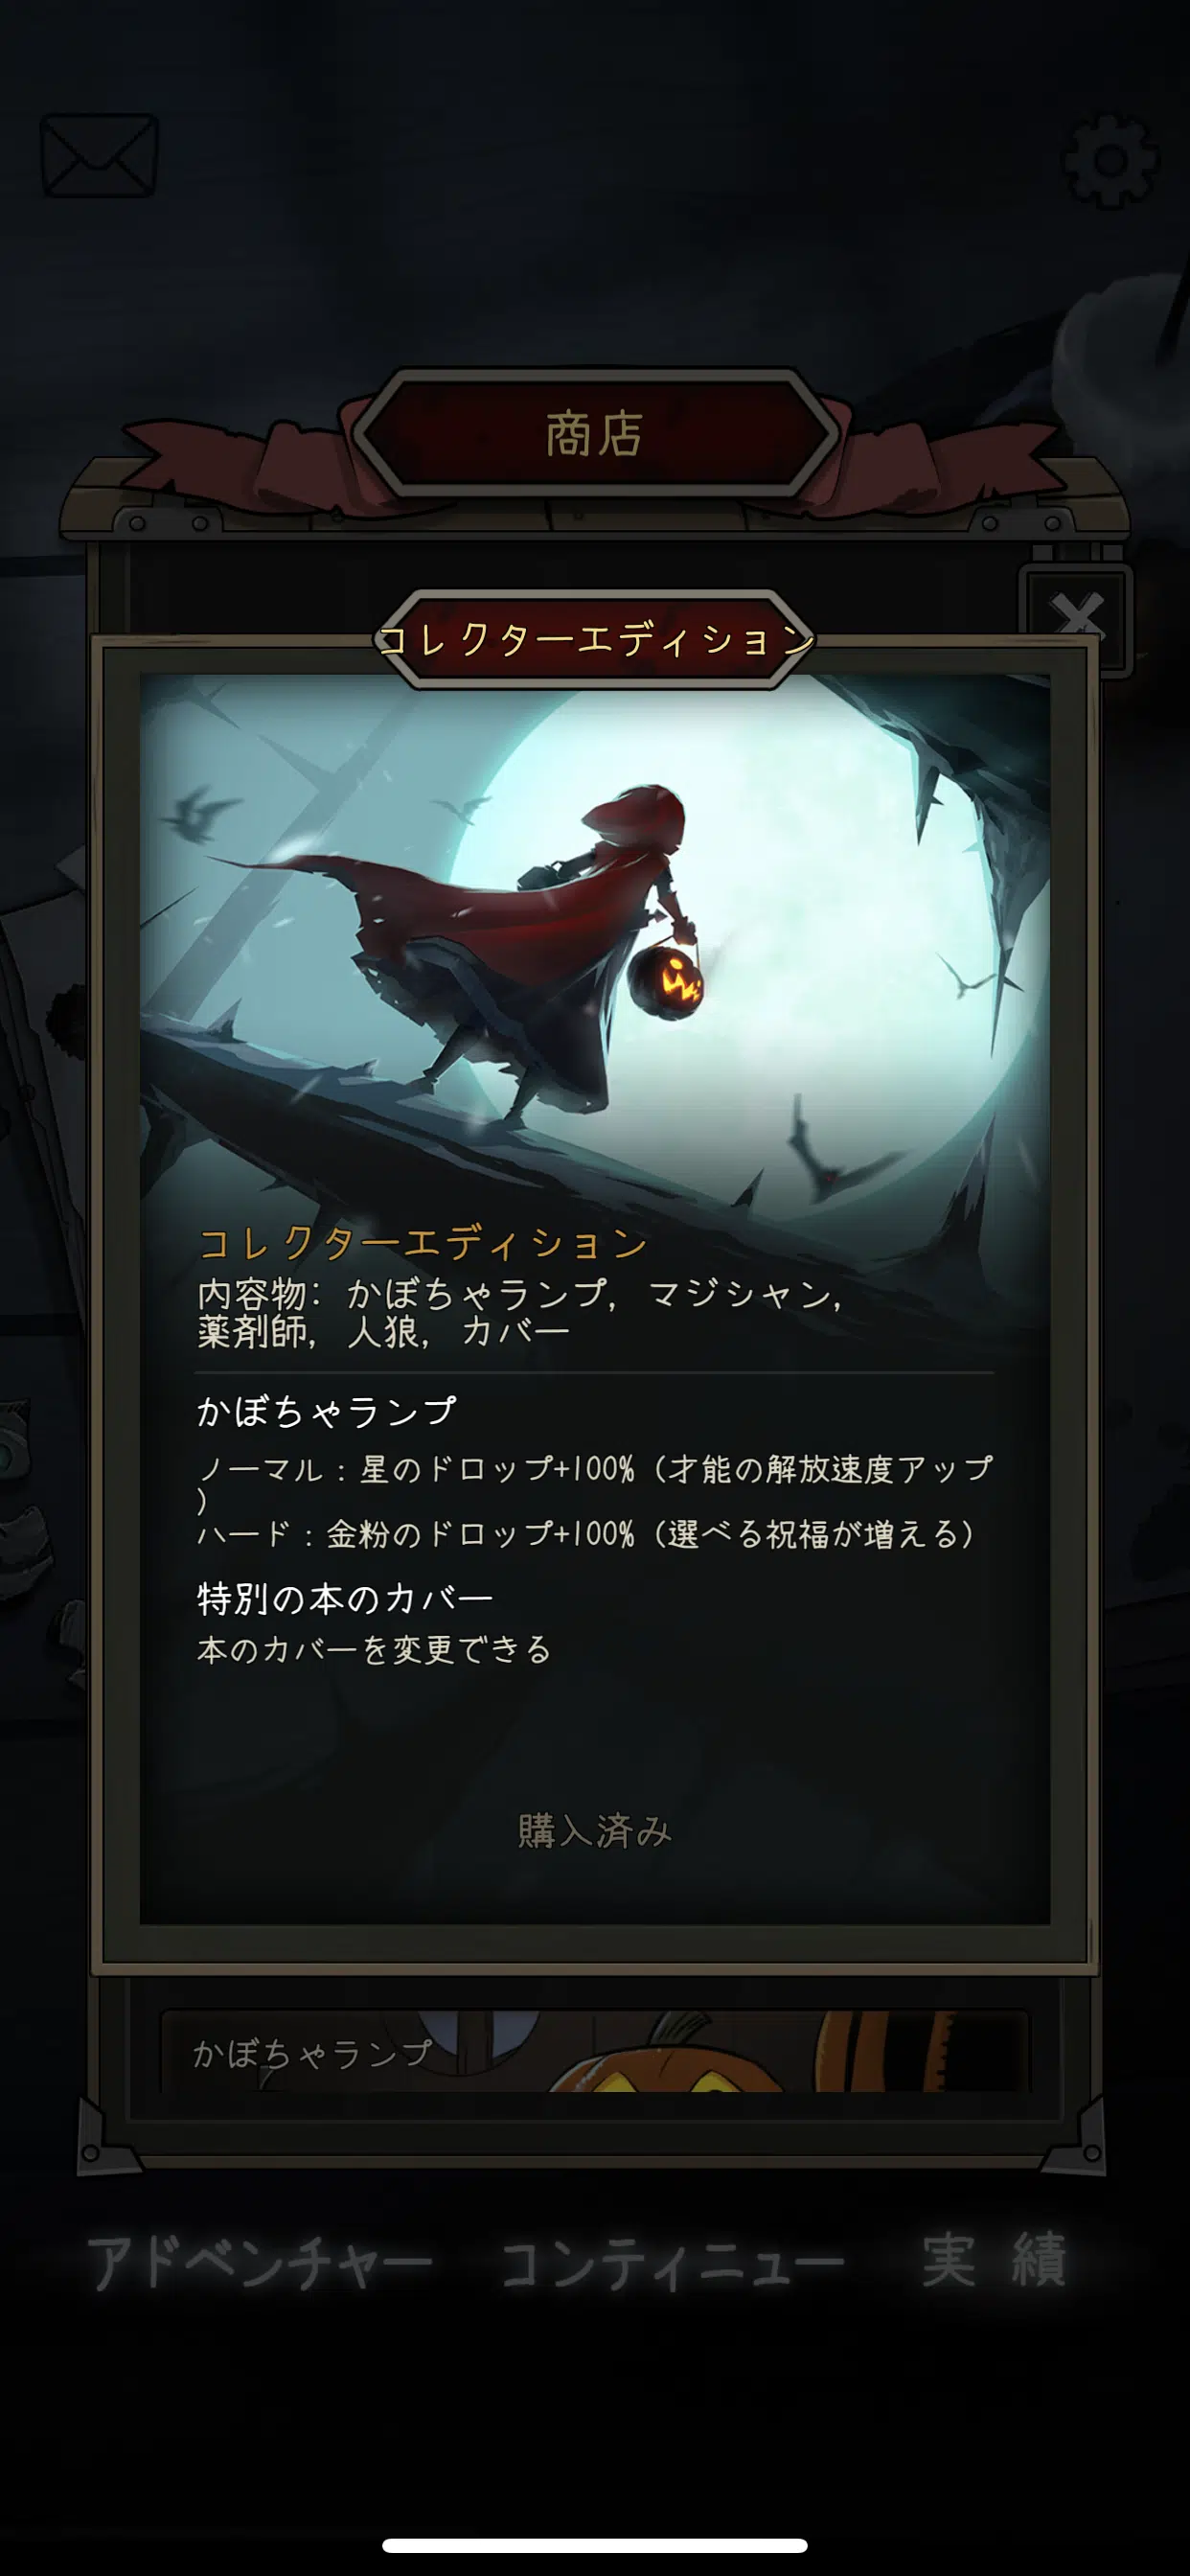 商店
コレクターエディション
コレクターエディション
内容物: かぼちゃランプ, マジシャン,
薬剤師, 人狼, カバー
かぼちゃランプ
ノーマル：星のドロップ+100%（才能の解放速度アップ
）
ハード：金粉のドロップ+100%（選べる祝福が増える）
特別の本のカバー
本のカバーを変更できる
購入済み
かぼちゃランプ
アドベンチャー コンティニュー 実 績